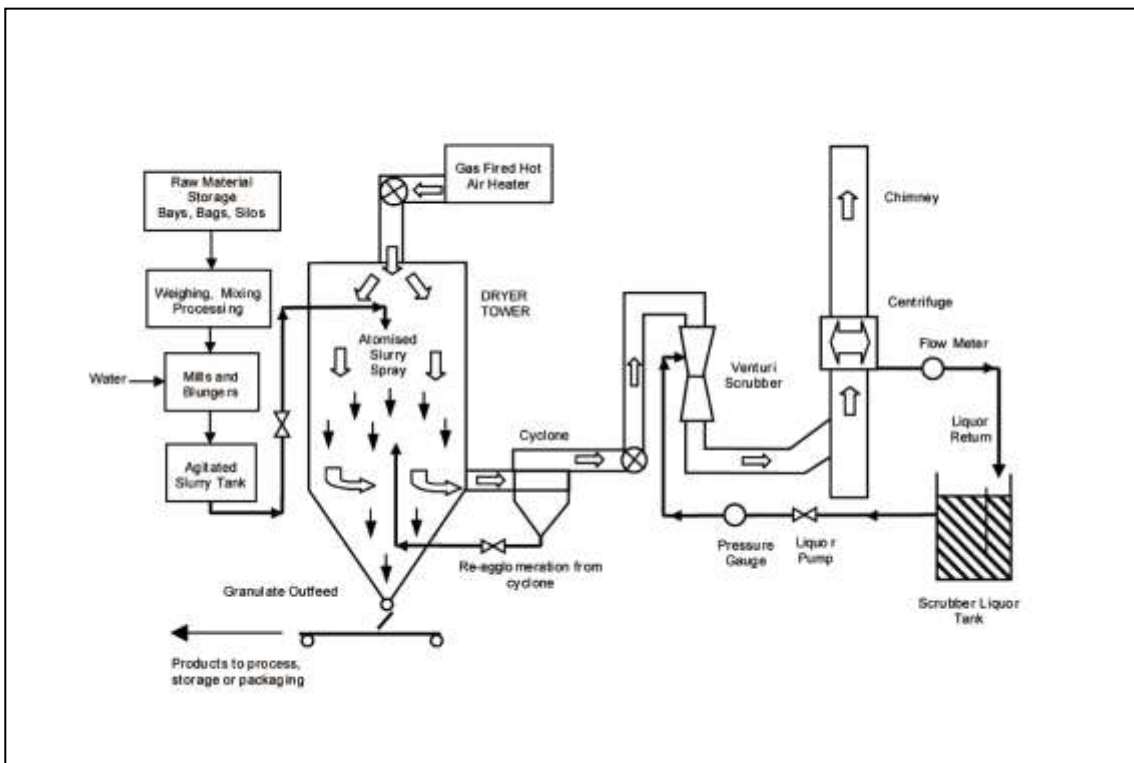 Raw Material
Storage
Bays, Bags, Silos
Gas Fired Hot
Air Heater
Chimney
Weighing, Mixing
Processing
DRYER
TOWER
Centrifuge
Atomised
Slurry
Spray
Flow Meter
Water
Mills and
Blungers
Venturi
Scrubber
Cyclone
Liquor
Return
Agitated
Slurry Tank
Pressure
Gauge
Liquor
Pump
Re-agglomeration from
cyclone
Granulate Outfeed
Scrubber Liquor
Tank
Products to process,
storage or packaging